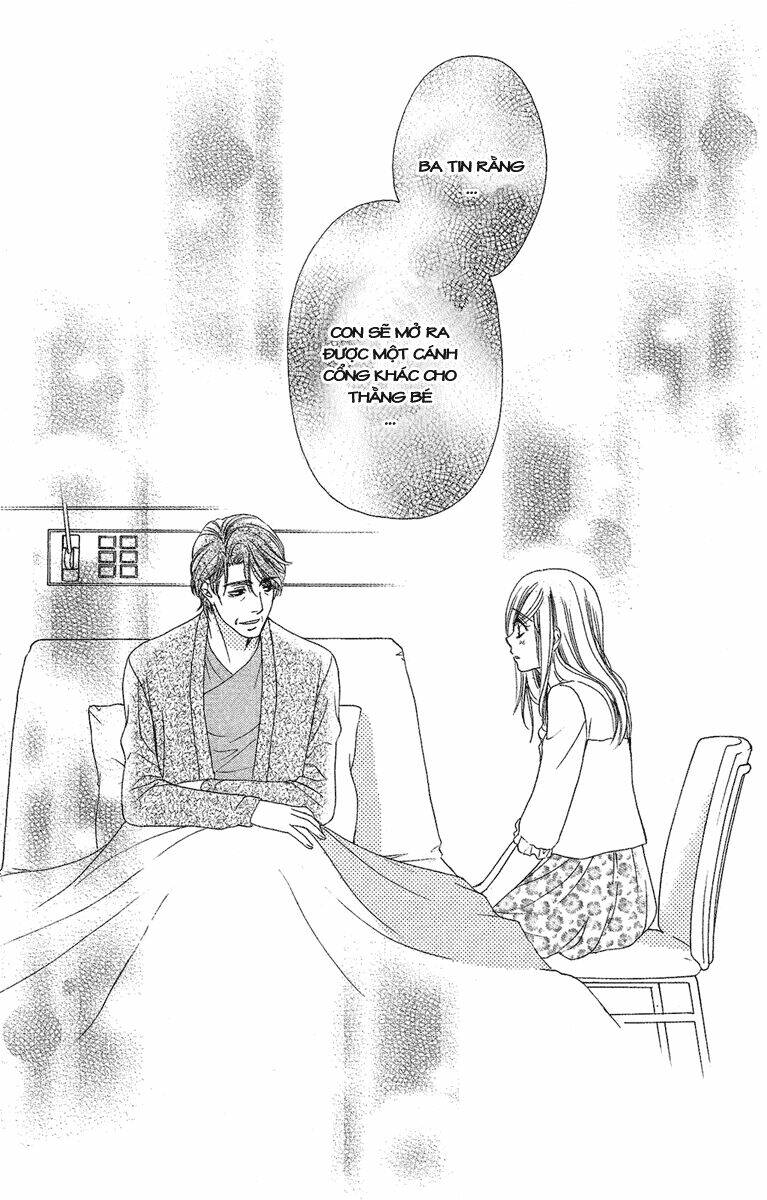 BA TIN RẰNG
...
CON SẼ MỞ RA
ĐƯỢC MỘT CÁNH
CỔNG KHÁC CHO
THẰNG BÉ
...